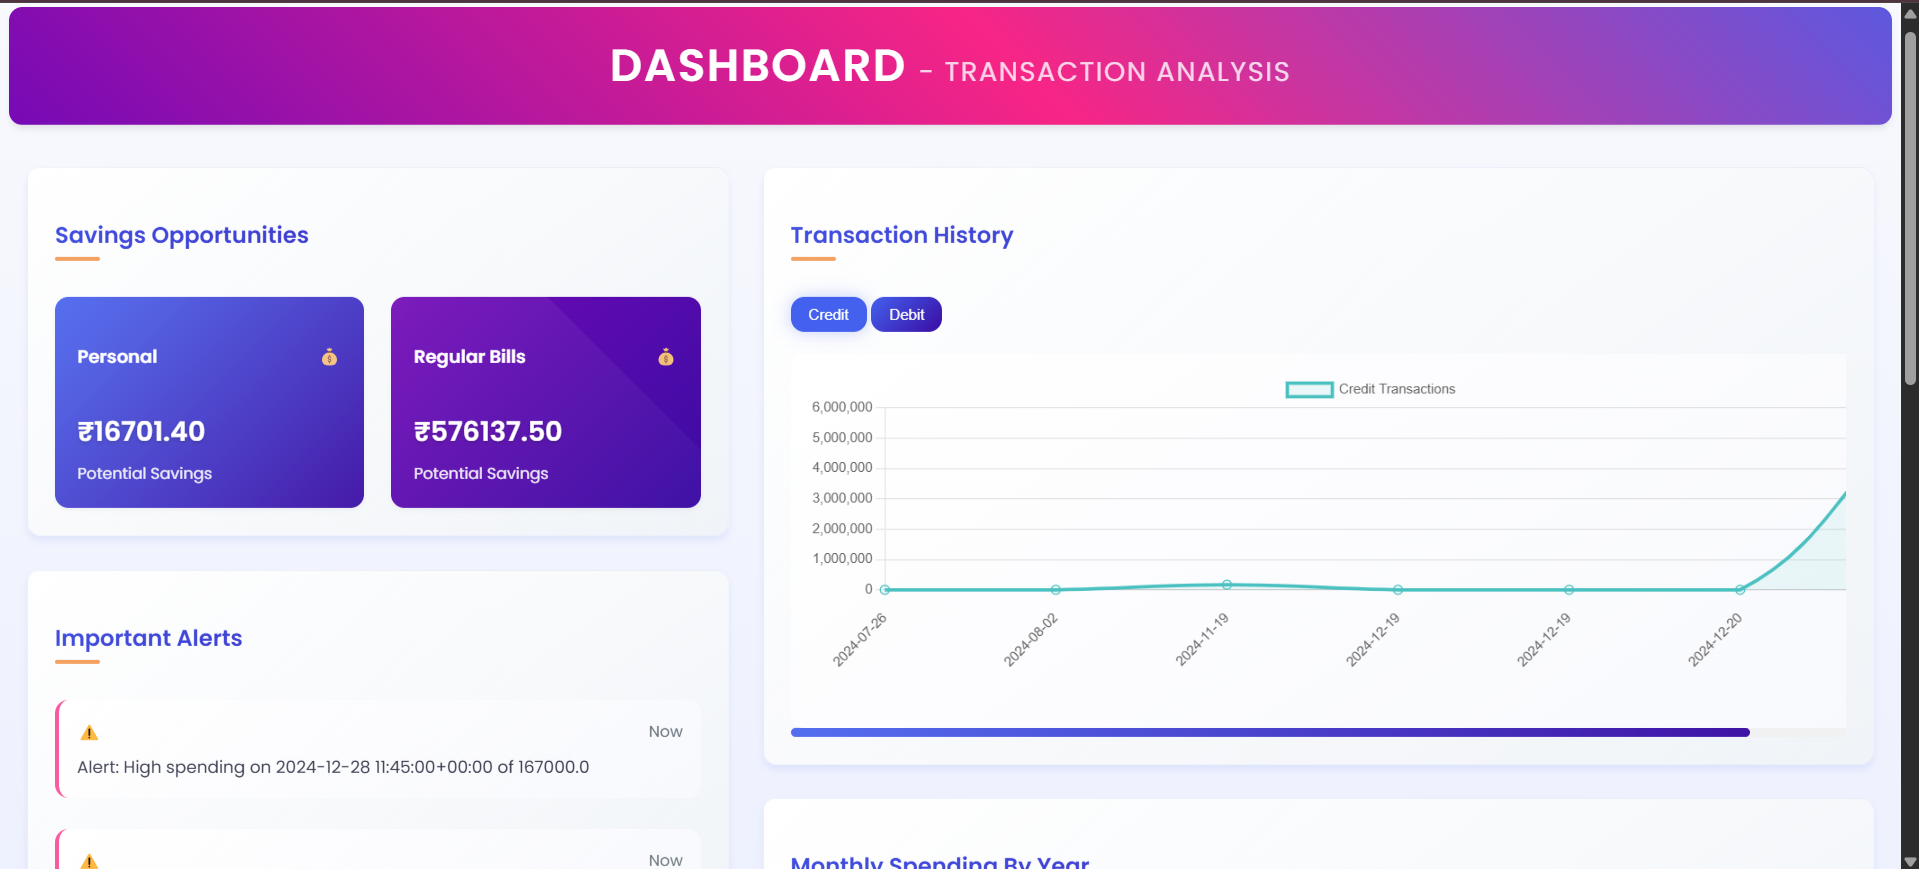 DASHBOARD - TRANSACTION ANALYSIS
Savings Opportunities
Personal
₹16701.40
Potential Savings
Regular Bills
₹576137.50
Potential Savings
Important Alerts
Now
Alert: High spending on 2024-12-28 11:45:00+00:00 of 167000.0
Now
Transaction History
Credit
Debit
Credit Transactions
6,000,000
5,000,000
4,000,000
3,000,000
2,000,000
1,000,000
0
2024-07-26
2024-08-02
2024-11-19
2024-12-19
2024-12-19
2024-12-20
Monthly Spending By Year